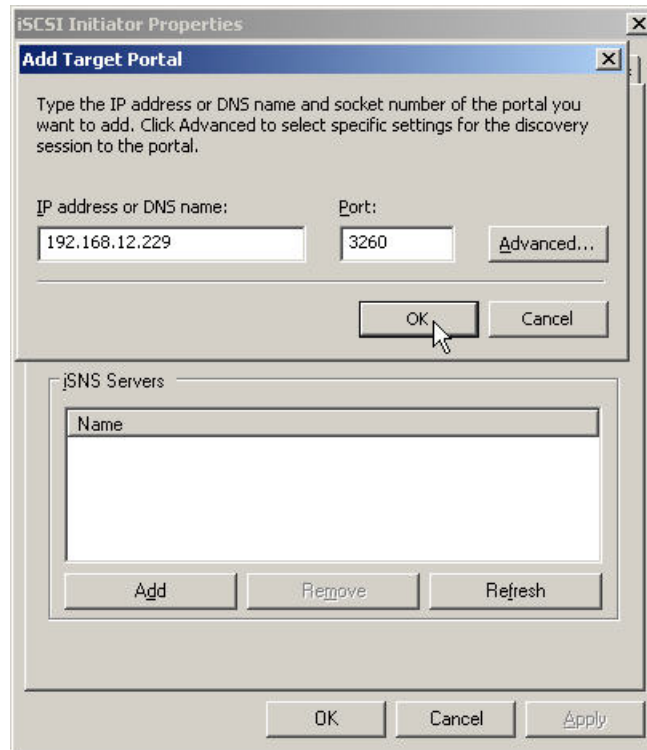 iSCSI Initiator Properties
Add Target Portal
Type the IP address or DNS name and socket number of the portal you
want to add. Click Advanced to select specific settings for the discovery
session to the portal.
IP address or DNS name:
Port:
192.168.12.229
3260
Advanced...
OK
Cancel
iSNS Servers
Name
Add
Remove
Refresh
OK
Cancel
Apply